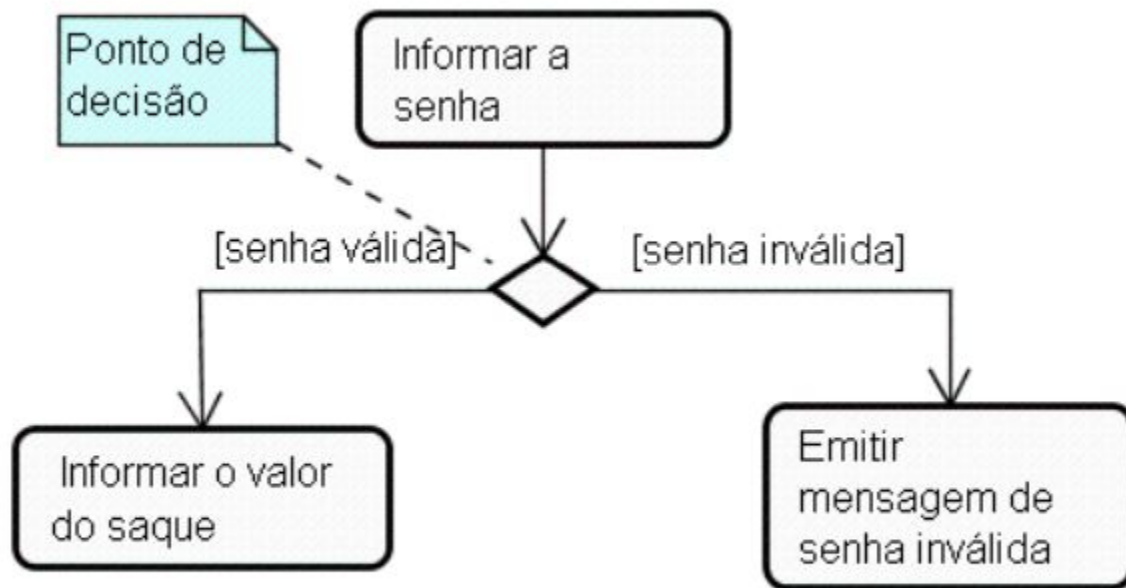 Ponto de
decisão
Informar a
senha
[senha válida]
[senha inválida]
Informar o valor
do saque
Emitir
mensagem de
senha inválida